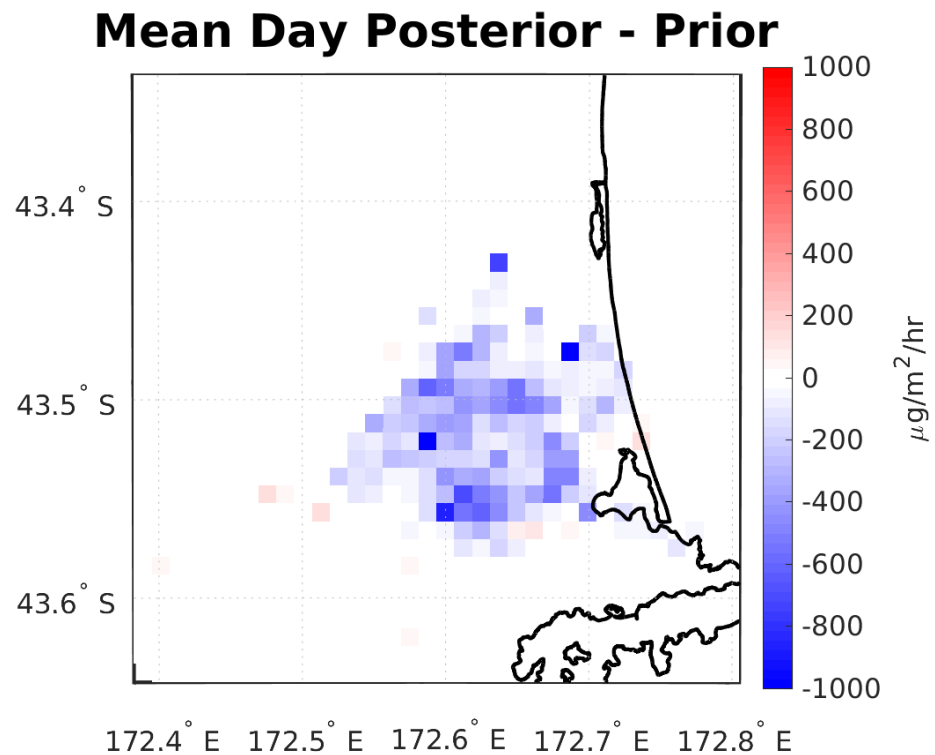 Mean Day Posterior - Prior
43.4° S
43.5° S
43.6° S
172.4° E
172.5° E
172.6° E
172.7° E
172.8° E
1000
800
600
400
200
0
-200
-400
-600
-800
-1000
μg/m²/hr